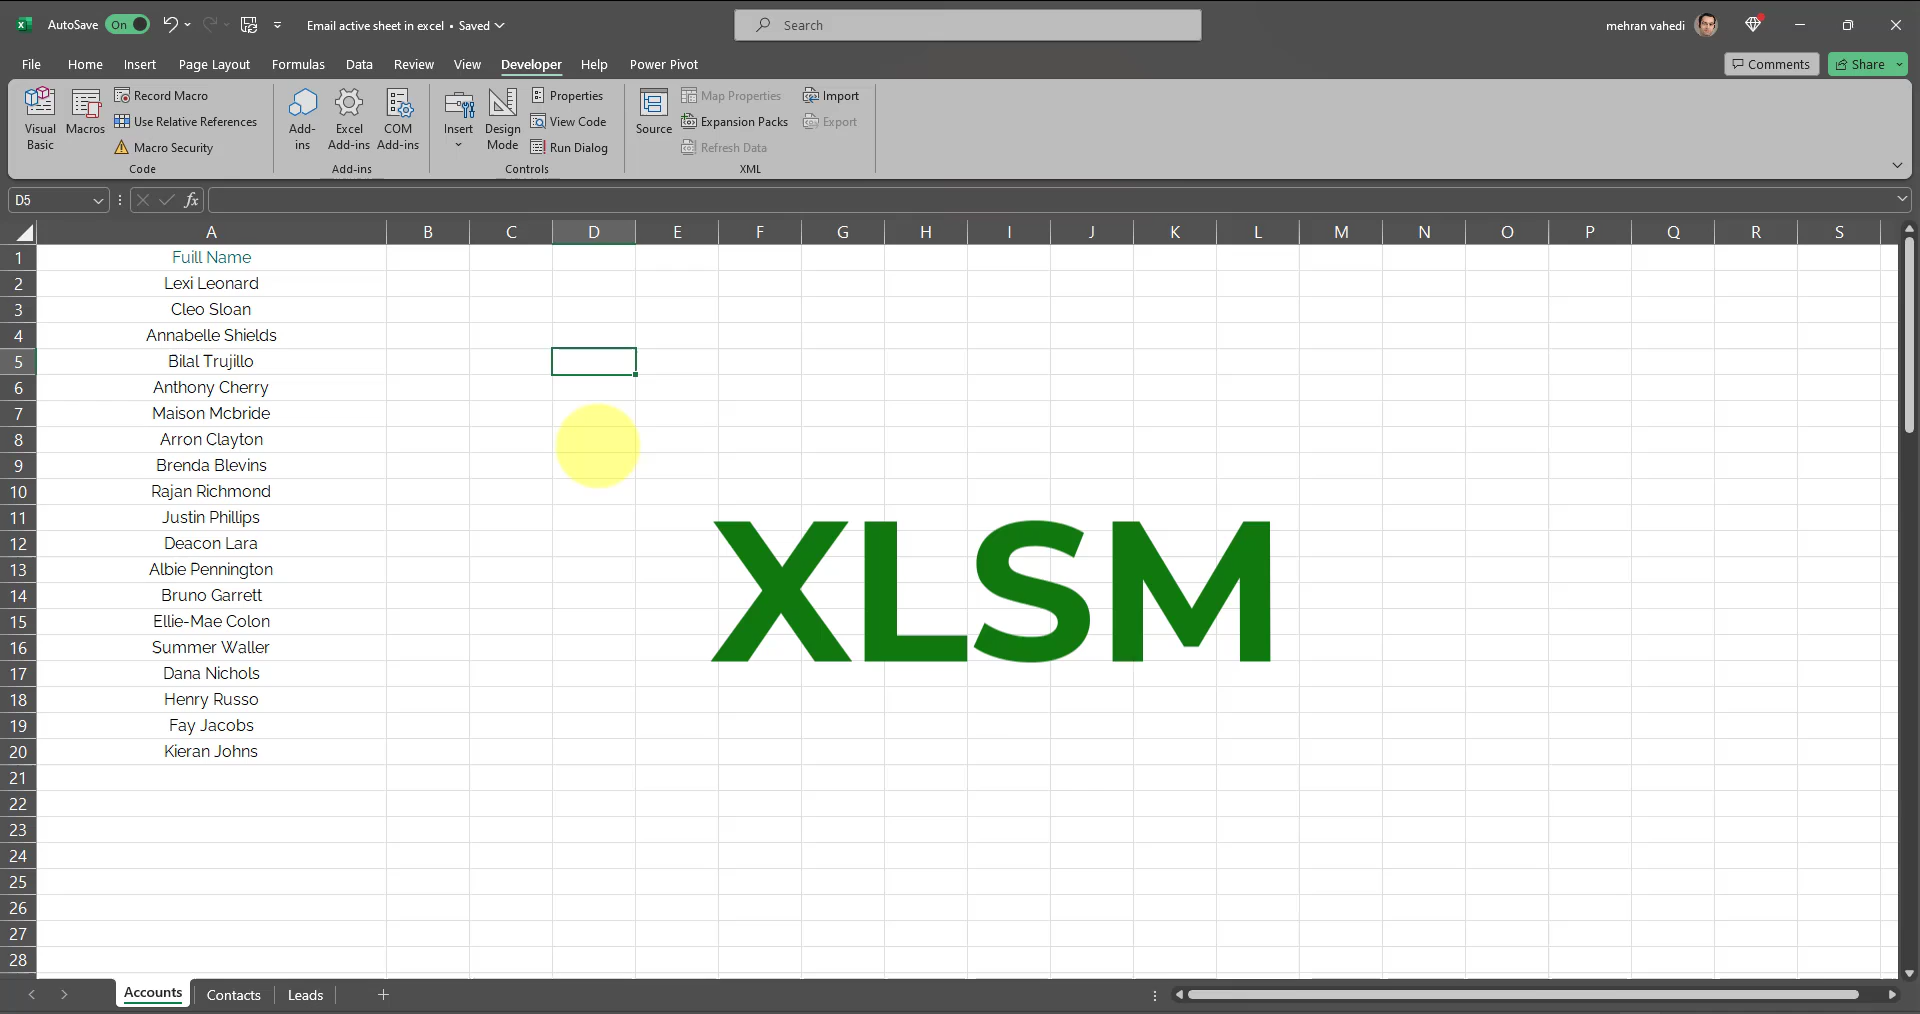 AutoSave On Email active sheet in excel • Saved Search mehran vahedi
File Home Insert Page Layout Formulas Data Review View Developer Help Power Pivot Comments Share
Visual Basic
Macros
Record Macro
Use Relative References
Macro Security
Code
Add-ins
Excel Add-ins
COM Add-ins
Add-ins
Insert
Design Mode
Properties
View Code
Run Dialog
Controls
Source
Map Properties
Expansion Packs
Refresh Data
Import
Export
XML
D5 fx
A B C D E F G H I J K L M N O P Q R S
1 Fuill Name
2 Lexi Leonard
3 Cleo Sloan
4 Annabelle Shields
5 Bilal Trujillo
6 Anthony Cherry
7 Maison Mcbride
8 Arron Clayton
9 Brenda Blevins
10 Rajan Richmond
11 Justin Phillips
12 Deacon Lara
13 Albie Pennington
14 Bruno Garrett
15 Ellie-Mae Colon
16 Summer Waller
17 Dana Nichols
18 Henry Russo
19 Fay Jacobs
20 Kieran Johns
21
22
23
24
25
26
27
28
XLSM
Accounts Contacts Leads